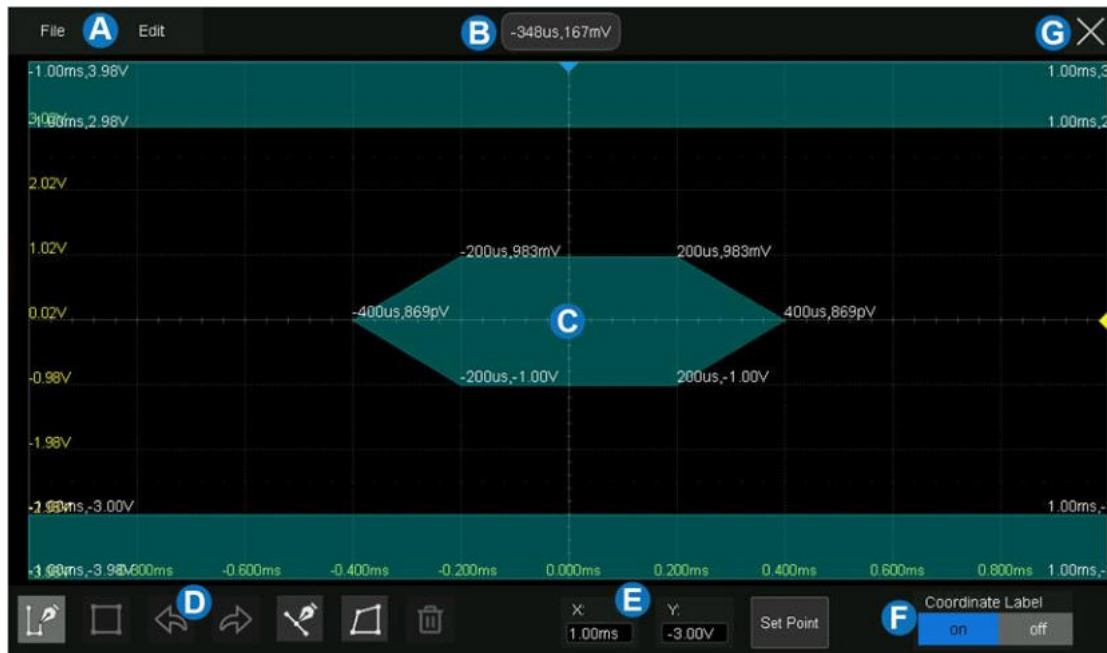 File A Edit B -348us,167mV G
-1.00ms,3.98V 1.00ms,3
-1.00ms,2.98V 1.00ms,2
2.02V
1.02V -200us,983mV 200us,983mV
0.02V -400us,869pV C 400us,869pV
-0.98V -200us,-1.00V 200us,-1.00V
-1.98V
-1.00ms,-3.00V 1.00ms,-
-1.00ms,-3.98V -0.600ms -0.400ms -0.200ms 0.000ms 0.200ms 0.400ms 0.600ms 0.800ms 1.00ms,-
D X: E Y: Coordinate Label
1.00ms -3.00V Set Point F on off